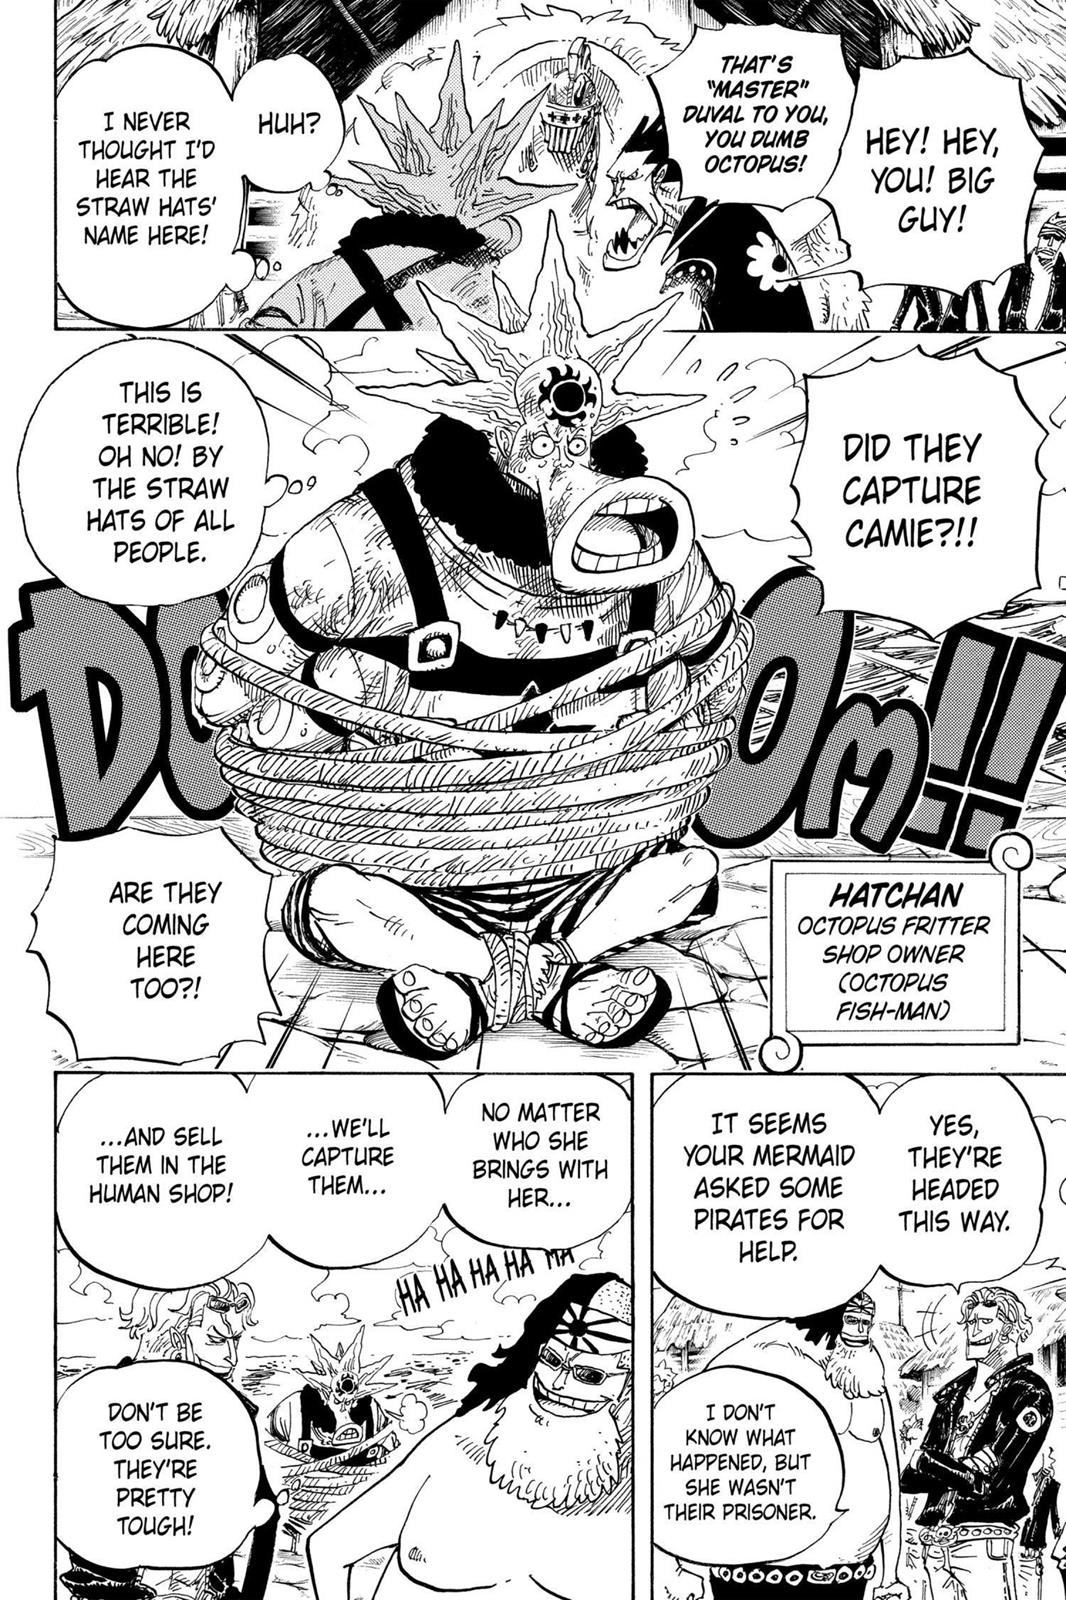 HEY! HEY,
YOU! BIG
GUY!
THAT'S
"MASTER"
DUVAL TO YOU,
YOU DUMB
OCTOPUS!
HUH?
I NEVER
THOUGHT I'D
HEAR THE
STRAW HATS'
NAME HERE!
DID THEY
CAPTURE
CAMIE?!!
THIS IS
TERRIBLE!
OH NO! BY
THE STRAW
HATS OF ALL
PEOPLE.
ARE THEY
COMING
HERE
TOO?!
HATCHAN
OCTOPUS FRITTER
SHOP OWNER
(OCTOPUS
FISH-MAN)
YES,
THEY'RE
HEADED
THIS WAY.
IT SEEMS
YOUR MERMAID
ASKED SOME
PIRATES FOR
HELP.
I DON'T
KNOW WHAT
HAPPENED, BUT
SHE WASN'T
THEIR PRISONER.
NO MATTER
WHO SHE
BRINGS WITH
HER...
...WE'LL
CAPTURE
THEM...
...AND SELL
THEM IN THE
HUMAN SHOP!
HA HA HA HA HA
DON'T BE
TOO SURE.
THEY'RE
PRETTY
TOUGH!